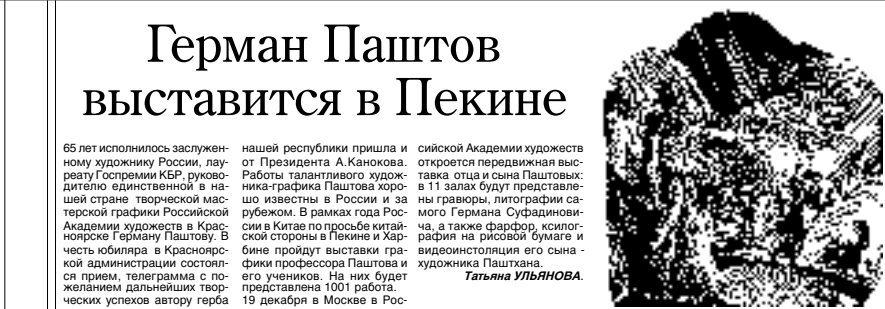 Герман Паштов
выставится в Пекине
65 лет исполнилось заслужен-
ному художнику России, лау-
реату Госпремии КБР, руково-
дителю единственной в на-
шей стране творческой мас-
терской графики Российской
Академии художеств в Крас-
ноярске Герману Паштову. В
честь юбиляра в Красноярс-
кой администрации состоял-
ся прием, телеграмма с по-
желанием дальнейших твор-
ческих успехов автору герба
нашей республики пришла и
от Президента А.Канокова.
Работы талантливого худож-
ника-графика Паштова хоро-
шо известны в России и за
рубежом. В рамках года Рос-
сии в Китае по просьбе китай-
ской стороны в Пекине и Хар-
бине пройдут выставки гра-
фики профессора Паштова и
его учеников. На них будет
представлена 1001 работа.
19 декабря в Москве в Рос-
сийской Академии художеств
откроется передвижная выс-
тавка отца и сына Паштовых:
в 11 залах будут представле-
ны гравюры, литографии са-
мого Германа Суфадинови-
ча, а также фарфор, ксилог-
рафия на рисовой бумаге и
видеоинстоляция его сына -
художника Паштхана.
Татьяна УЛЬЯНОВА.